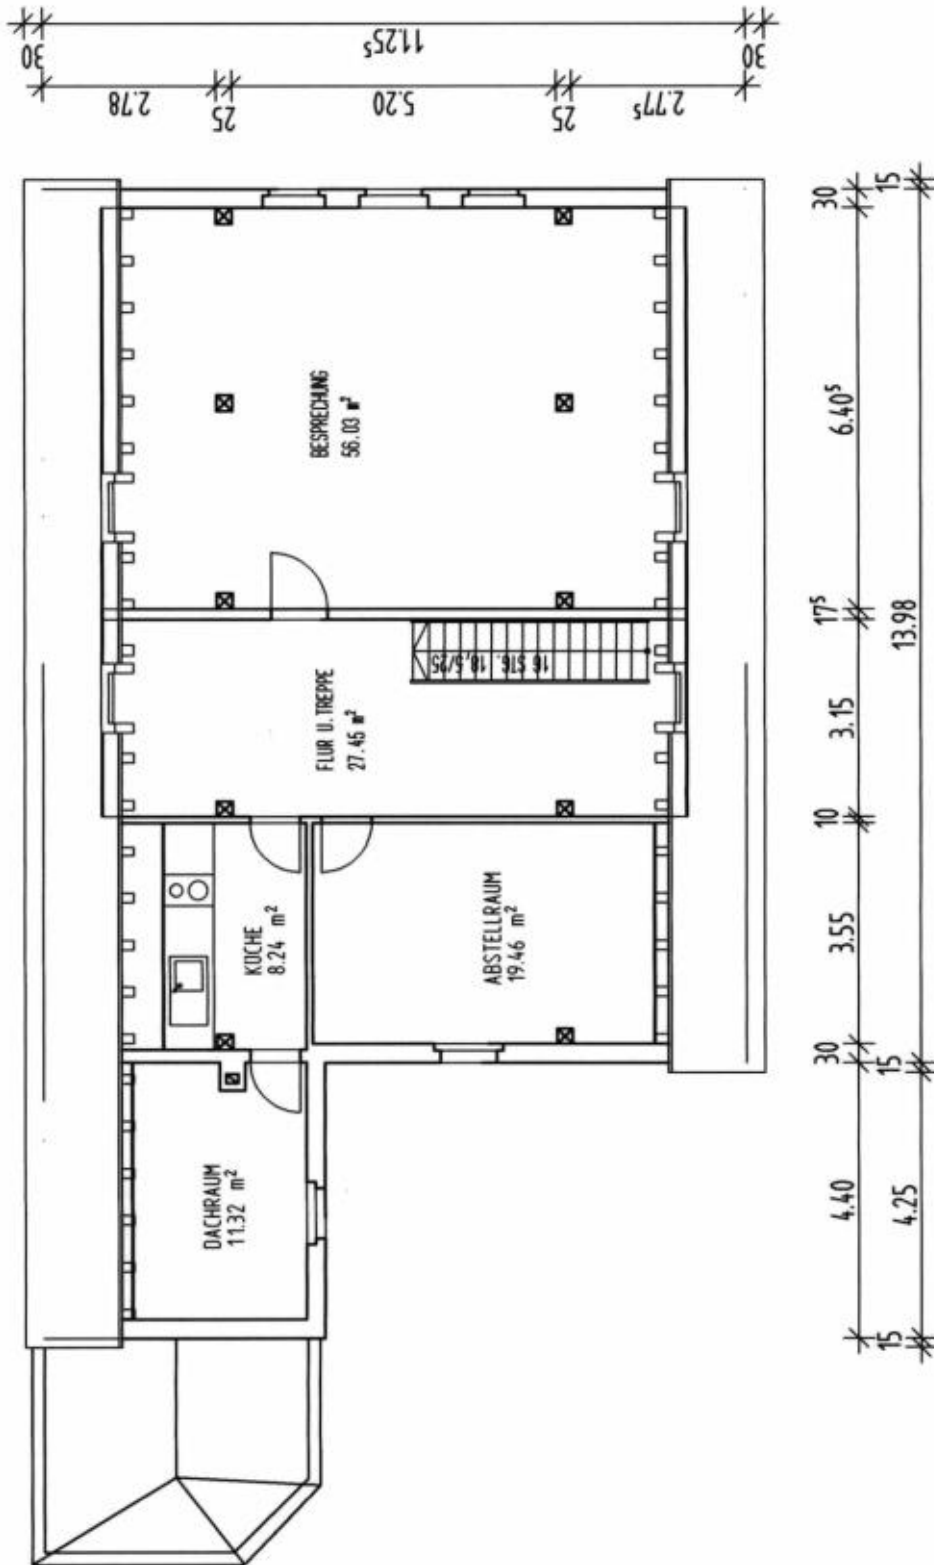 30
11.25⁵
30
2.78
25
5.20
25
2.77⁵
BESPRECHUNG
56.03 m²
FLUR U. TREPPE
27.45 m²
16 STG. 18,5/25
KÜCHE
8.24 m²
ABSTELLRAUM
19.46 m²
DACHRAUM
11.32 m²
30
6.40⁵
17⁵
3.15
10
3.55
30
4.40
15
13.98
15
4.25
15